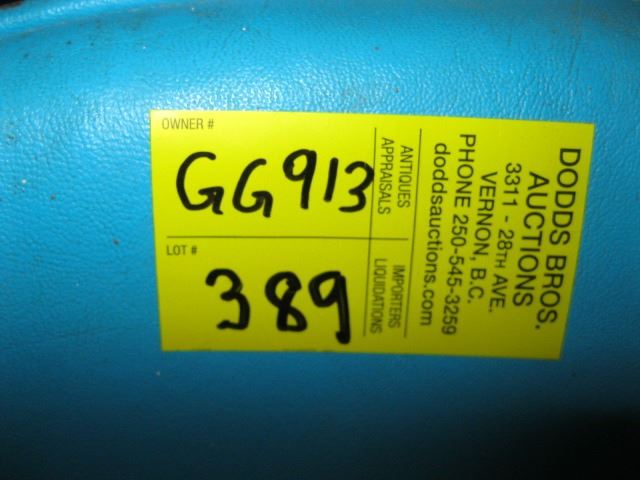 OWNER #
GG913
LOT #
389
ANTIQUES
APPRAISALS
IMPORTERS
LIQUIDATIONS
DODDS BROS.
AUCTIONS
3311 - 28TH AVE.
VERNON, B.C.
PHONE 250-545-3259
doddsauctions.com